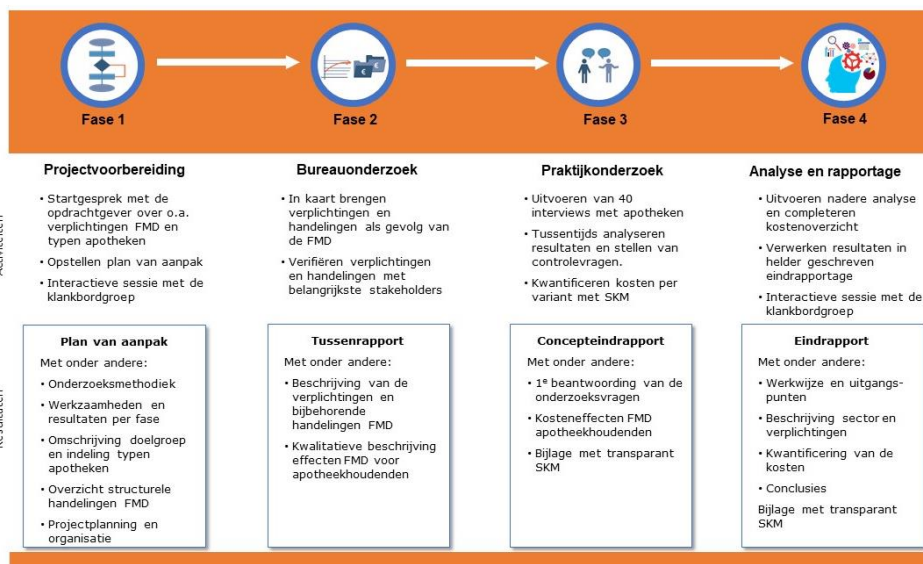 Fase 1
Fase 2
Fase 3
Fase 4
Activiteiten
Projectvoorbereiding
• Startgesprek met de
opdrachtgever over o.a.
verplichtingen FMD en
typen apotheken
• Opstellen plan van aanpak
• Interactieve sessie met de
klankbordgroep
Bureauonderzoek
• In kaart brengen
verplichtingen en
handelingen als gevolg van
de FMD
• Verifiëren verplichtingen
en handelingen met
belangrijkste stakeholders
Praktijkonderzoek
• Uitvoeren van 40
interviews met apotheken
• Tussentijds analyseren
resultaten en stellen van
controlevragen.
• Kwantificeren kosten per
variant met SKM
Analyse en rapportage
• Uitvoeren nadere analyse
en completeren
kostenoverzicht
• Verwerken resultaten in
helder geschreven
eindrapportage
• Interactieve sessie met de
klankbordgroep
Resultaten
Plan van aanpak
Met onder andere:
• Onderzoeksmethodiek
• Werkzaamheden en
resultaten per fase
• Omschrijving doelgroep
en indeling typen
apotheken
• Overzicht structurele
handelingen FMD
• Projectplanning en
organisatie
Tussenrapport
Met onder andere:
• Beschrijving van de
verplichtingen en
bijbehorende
handelingen FMD
• Kwalitatieve beschrijving
effecten FMD voor
apotheekhoudenden
Concepteindrapport
Met onder andere:
• 1e beantwoording van de
onderzoeksvragen
• Kosteneffecten FMD
apotheekhoudenden
• Bijlage met transparant
SKM
Eindrapport
Met onder andere:
• Werkwijze en uitgangs-
punten
• Beschrijving sector en
verplichtingen
• Kwantificering van de
kosten
• Conclusies
Bijlage met transparant
SKM